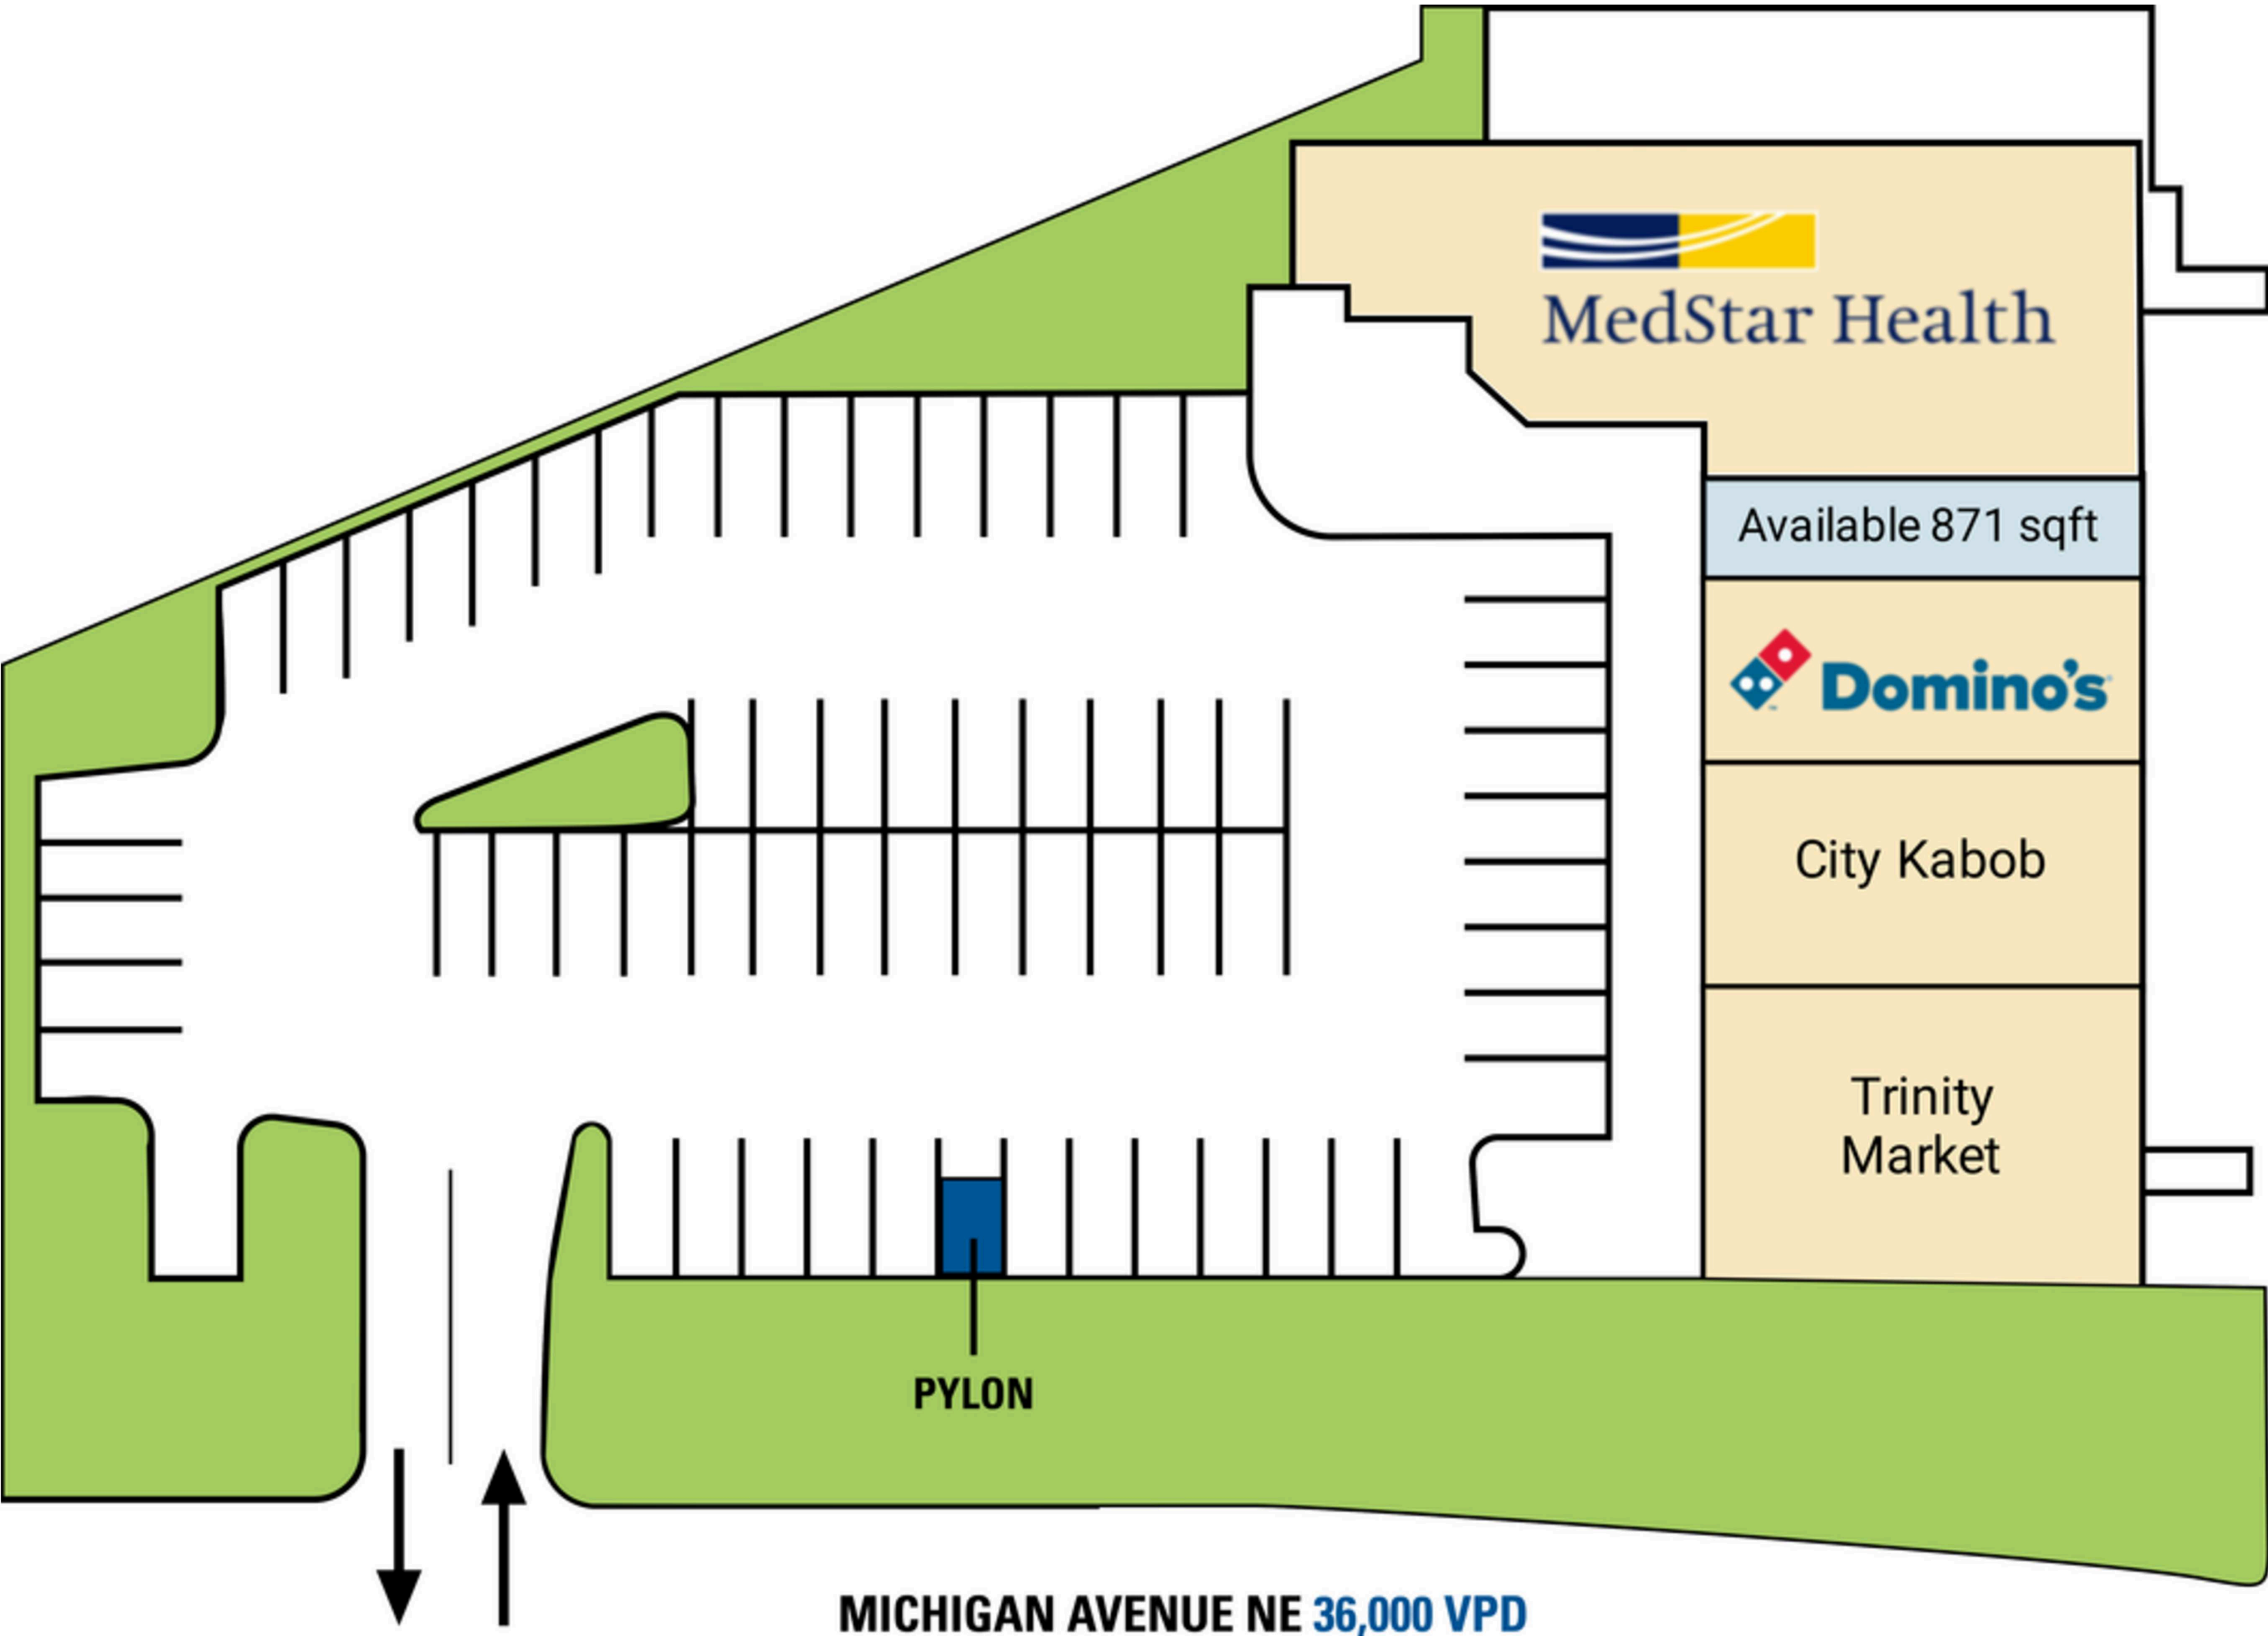 MedStar Health
Available 871 sqft
Domino's
City Kabob
Trinity
Market
PYLON
MICHIGAN AVENUE NE 36,000 VPD